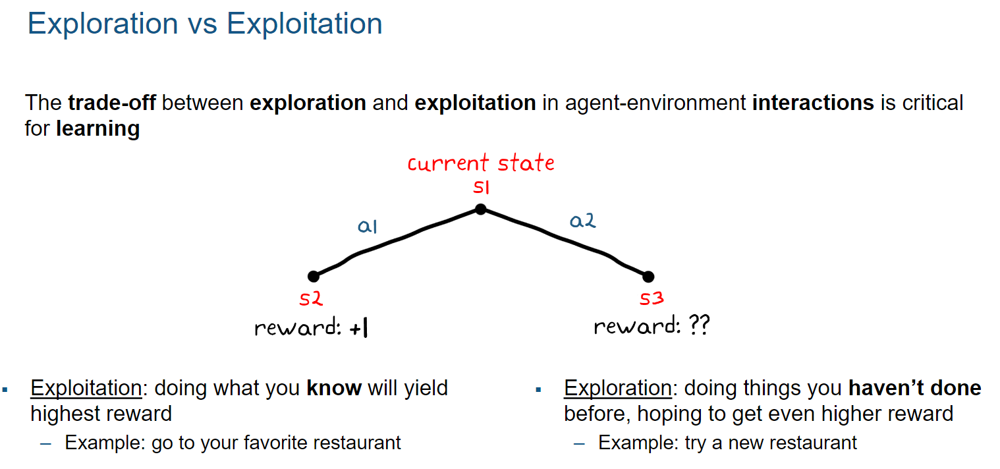 Exploration vs Exploitation
The trade-off between exploration and exploitation in agent-environment interactions is critical
for learning
current state
s1
a1
a2
s2
s3
reward: +1
reward: ??
▪ Exploitation: doing what you know will yield
highest reward
– Example: go to your favorite restaurant
▪ Exploration: doing things you haven’t done
before, hoping to get even higher reward
– Example: try a new restaurant